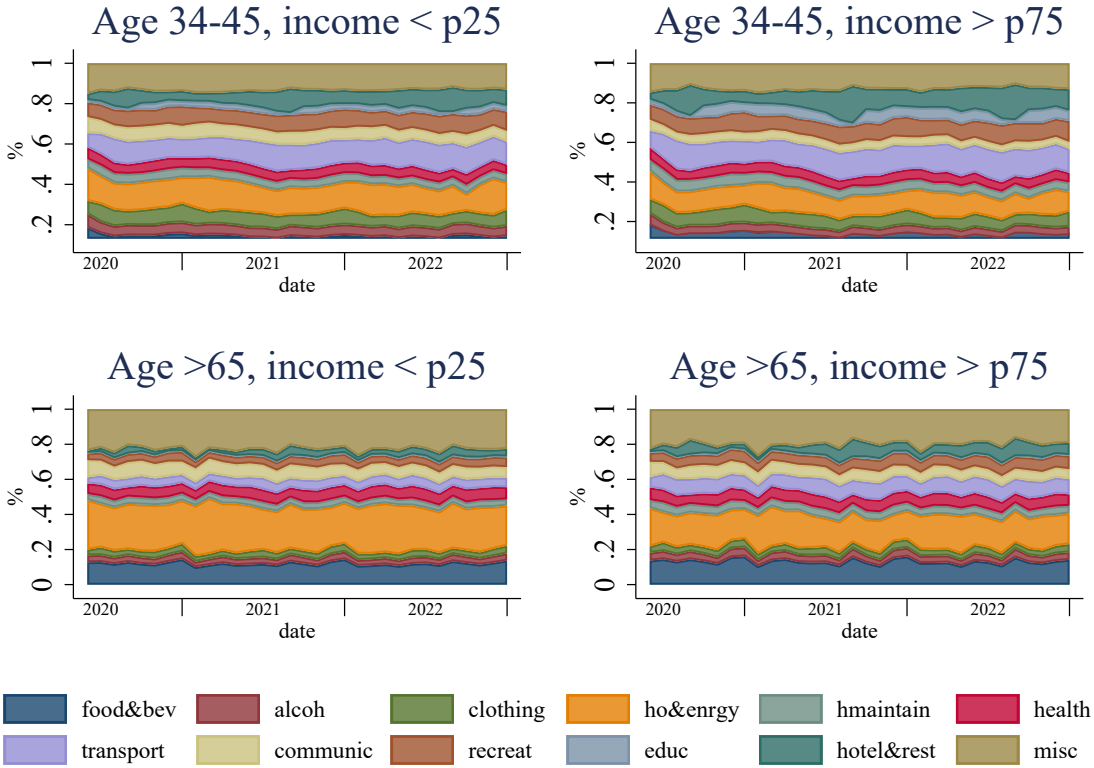 Age 34-45, income < p25
Age 34-45, income > p75
1
.8
.6
.4
.2
%
2020 2021 2022
date
1
.8
.6
.4
.2
%
2020 2021 2022
date
Age >65, income < p25
Age >65, income > p75
1
.8
.6
.4
.2
0
%
2020 2021 2022
date
1
.8
.6
.4
.2
0
%
2020 2021 2022
date
food&bev alcoh clothing ho&enrgy hmaintain health
transport communic recreat educ hotel&rest misc